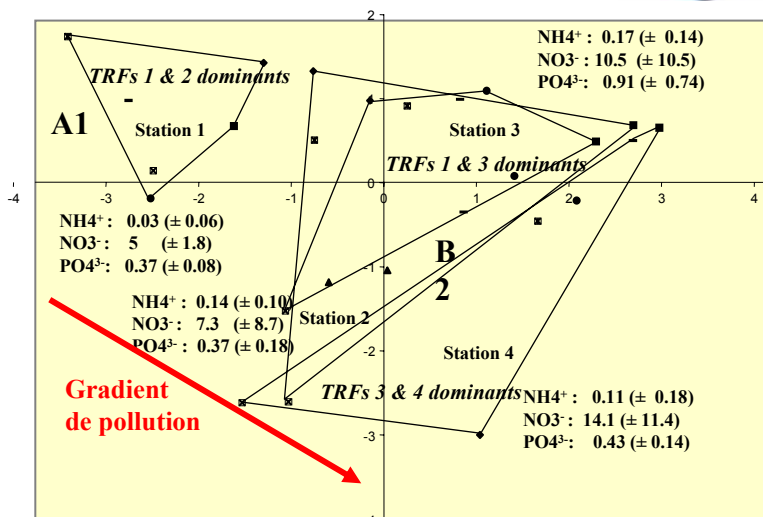 2
NH4⁺ : 0.17 (± 0.14)
NO3⁻ : 10.5 (± 10.5)
PO4³⁻ : 0.91 (± 0.74)
TRFs 1 & 2 dominants
A1
Station 1
1
Station 3
TRFs 1 & 3 dominants
0
-4 -3 -2 -1 0 1 2 3 4
NH4⁺ : 0.03 (± 0.06)
NO3⁻ : 5 (± 1.8)
PO4³⁻ : 0.37 (± 0.08)
B
2
-1
NH4⁺ : 0.14 (± 0.10)
NO3⁻ : 7.3 (± 8.7)
PO4³⁻ : 0.37 (± 0.18)
Station 2
-2
Station 4
Gradient
de pollution
TRFs 3 & 4 dominants
NH4⁺ : 0.11 (± 0.18)
NO3⁻ : 14.1 (± 11.4)
PO4³⁻ : 0.43 (± 0.14)
-3